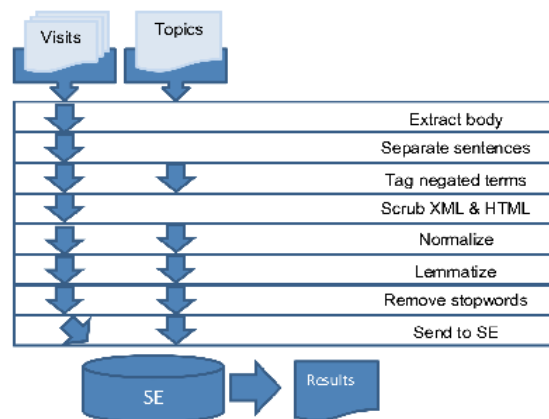 Visits
Topics
Extract body
Separate sentences
Tag negated terms
Scrub XML & HTML
Normalize
Lemmatize
Remove stopwords
Send to SE
SE
Results